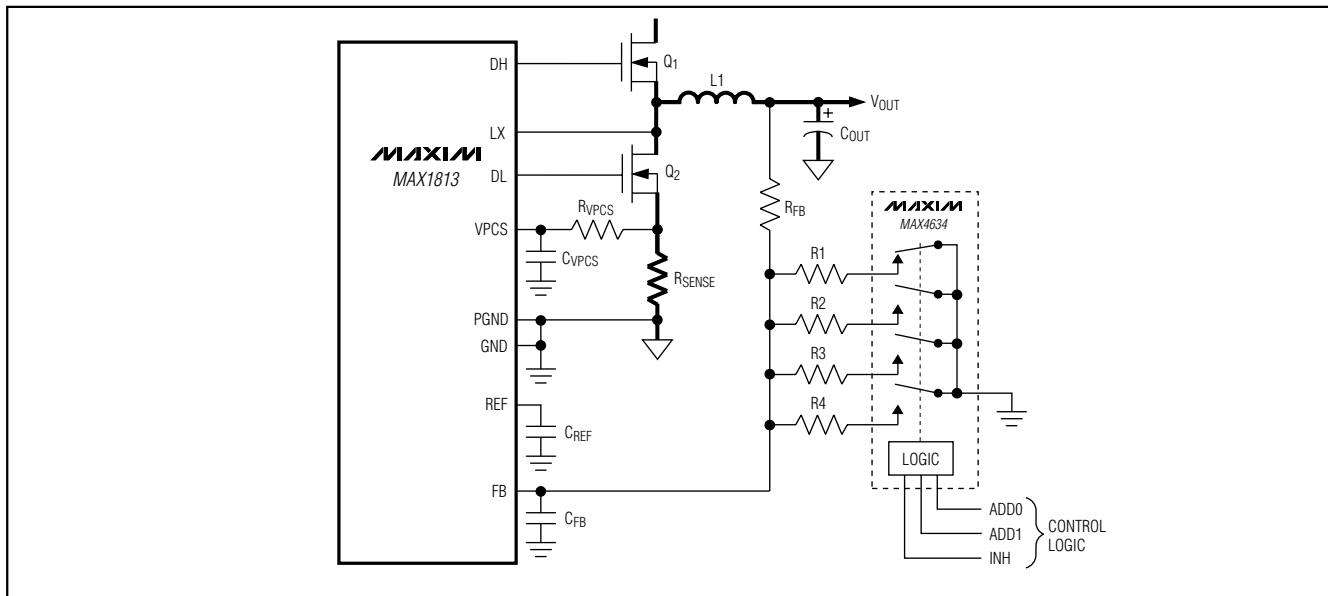 DH
Q1
L1
VOUT
COUT
LX
MAXIM
MAX1813
DL
Q2
RVPCS
VPCS
CVPCS
RSENSE
RFB
MAXIM
MAX4634
R1
R2
R3
R4
PGND
GND
REF
CREF
LOGIC
FB
CFB
ADD0
ADD1
INH
CONTROL
LOGIC
+